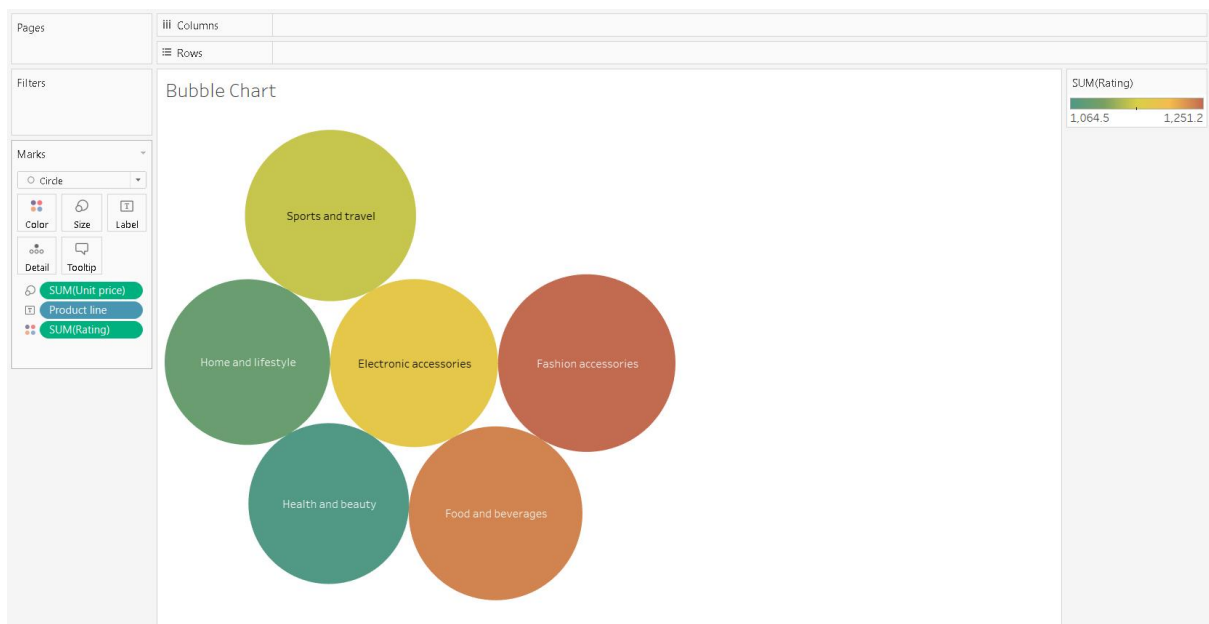 Pages
iii Columns
Rows
Filters
Marks
Circle
Color Size Label
Detail Tooltip
SUM(Unit price)
Product line
SUM(Rating)
Bubble Chart
Sports and travel
Home and lifestyle
Electronic accessories
Fashion accessories
Health and beauty
Food and beverages
SUM(Rating)
1,064.5 1,251.2